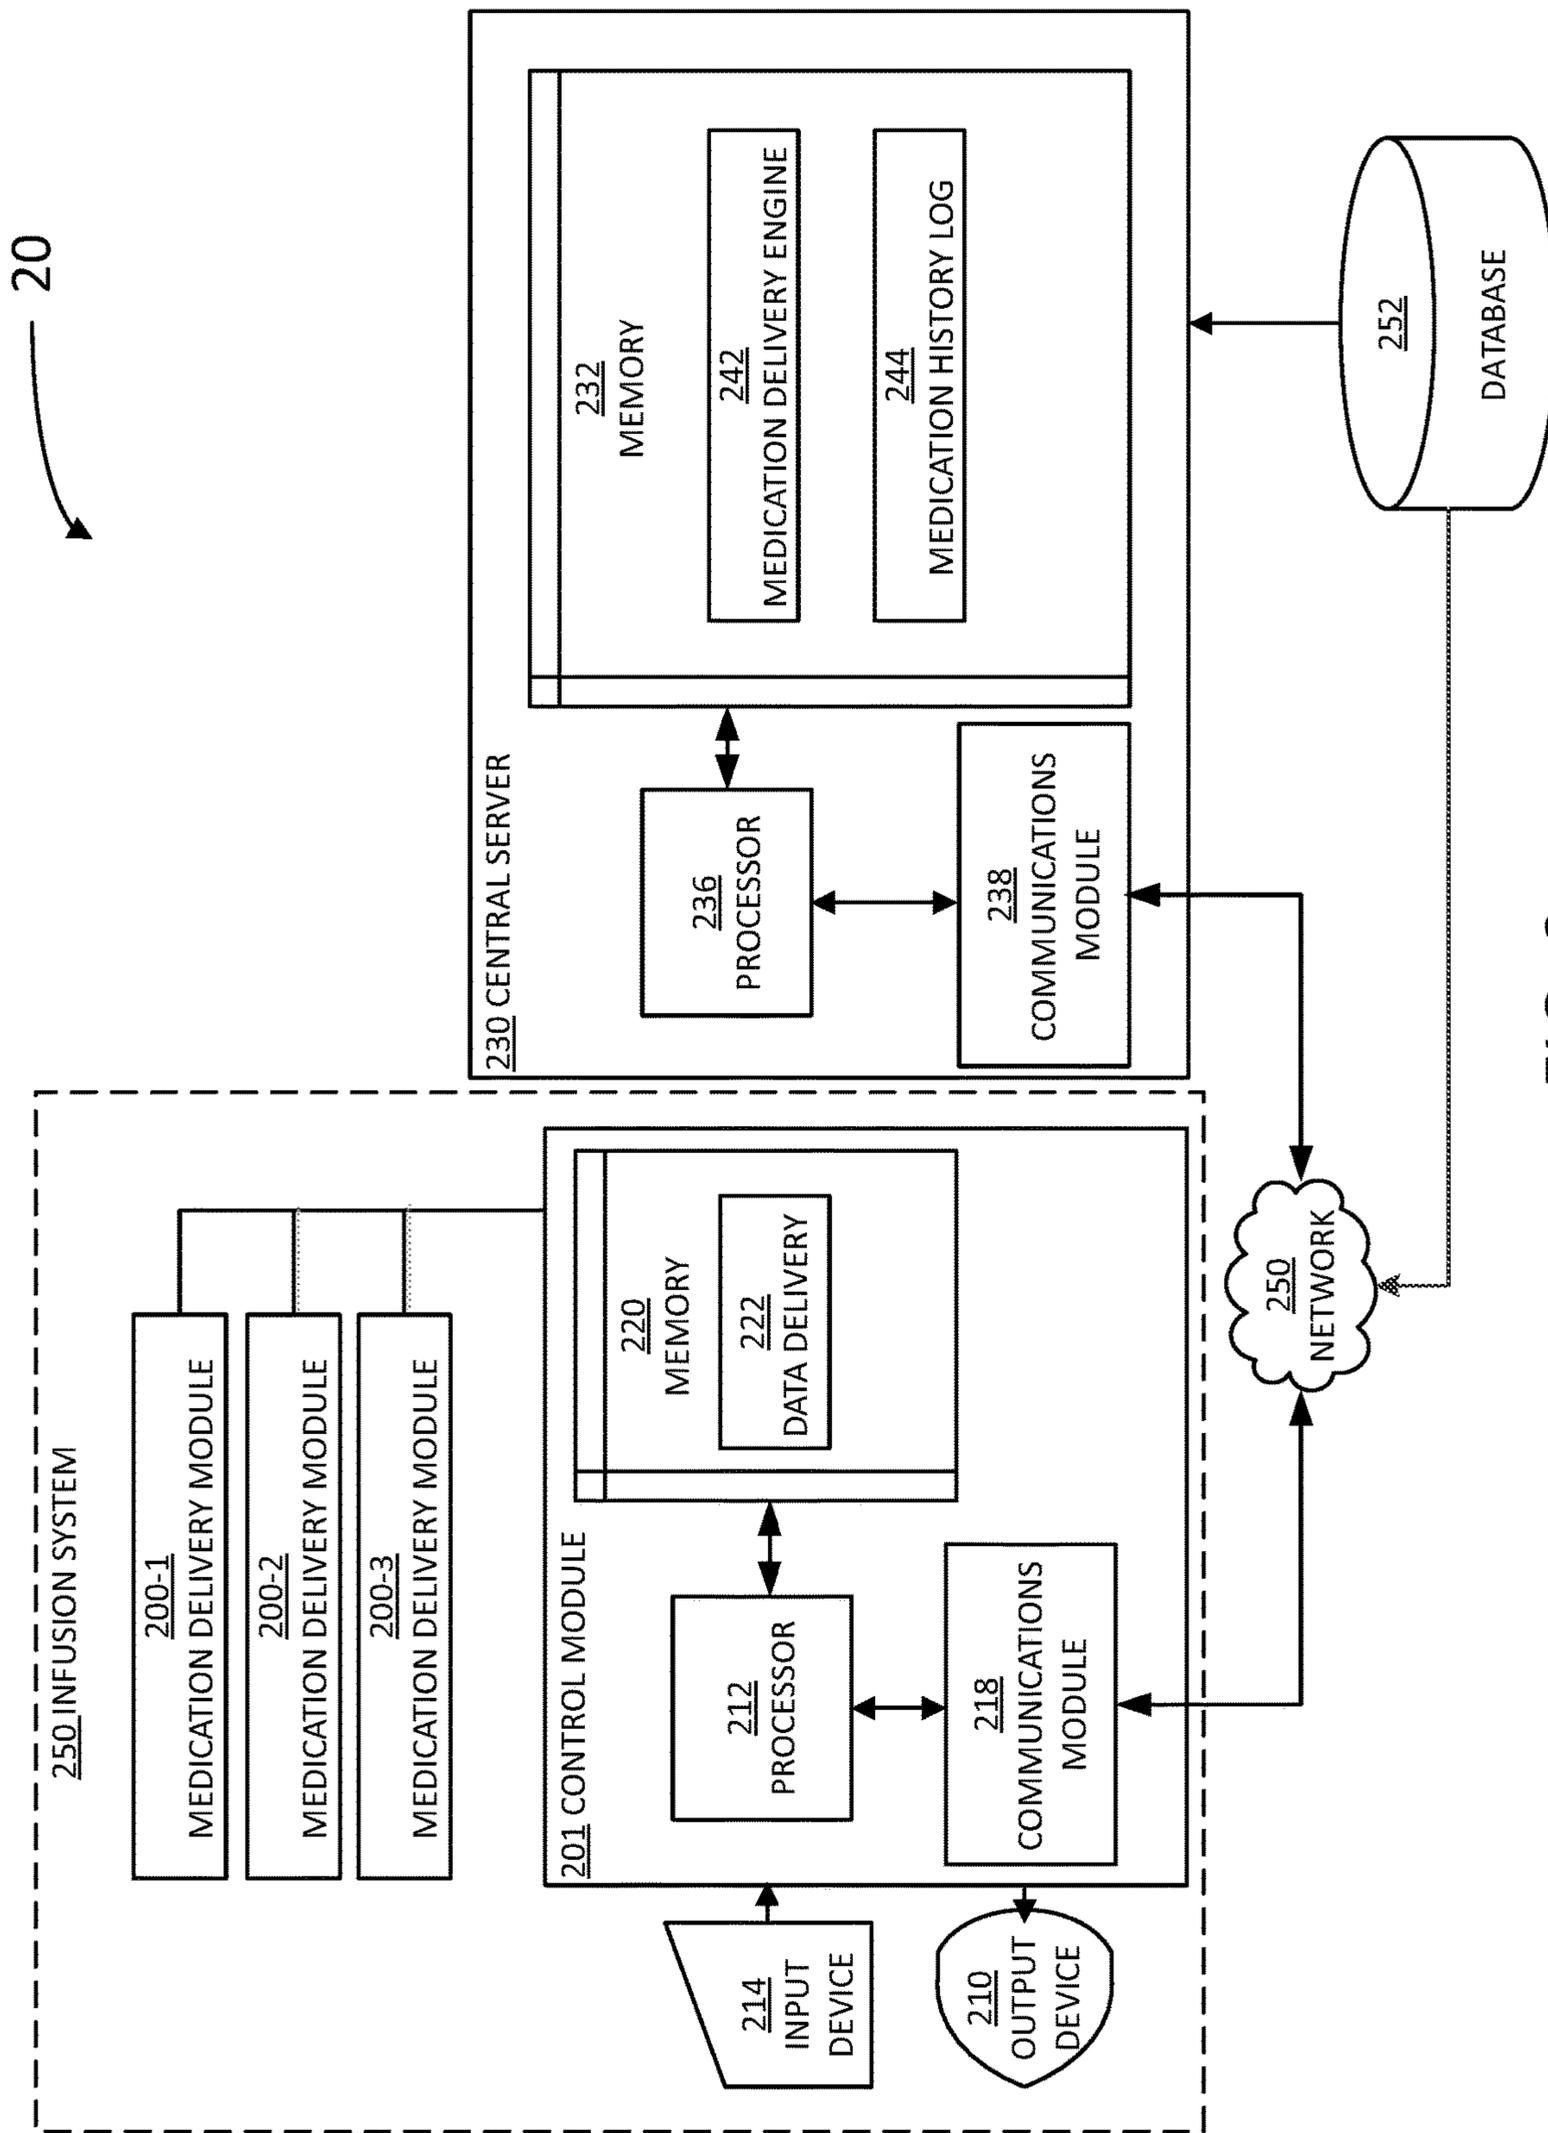 20
250 INFUSION SYSTEM
200-1
MEDICATION DELIVERY MODULE
200-2
MEDICATION DELIVERY MODULE
200-3
MEDICATION DELIVERY MODULE
201 CONTROL MODULE
220
MEMORY
222
DATA DELIVERY
212
PROCESSOR
218
COMMUNICATIONS
MODULE
214
INPUT
DEVICE
210
OUTPUT
DEVICE
230 CENTRAL SERVER
232
MEMORY
242
MEDICATION DELIVERY ENGINE
244
MEDICATION HISTORY LOG
236
PROCESSOR
238
COMMUNICATIONS
MODULE
250
NETWORK
252
DATABASE